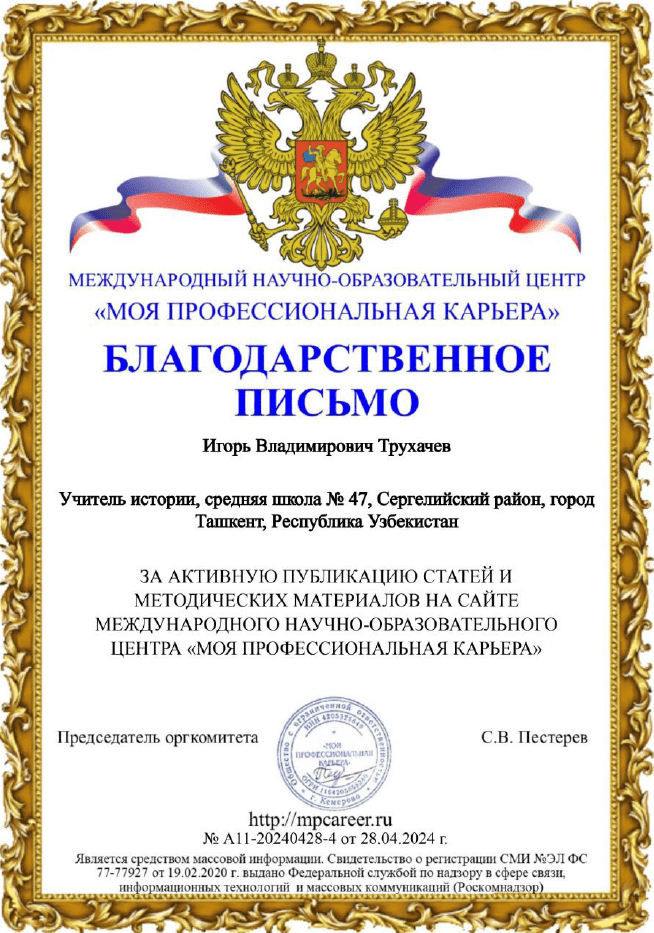 МЕЖДУНАРОДНЫЙ НАУЧНО-ОБРАЗОВАТЕЛЬНЫЙ ЦЕНТР
«МОЯ ПРОФЕССИОНАЛЬНАЯ КАРЬЕРА»
БЛАГОДАРСТВЕННОЕ
ПИСЬМО
Игорь Владимирович Трухачев
Учитель истории, средняя школа № 47, Сергелийский район, город
Ташкент, Республика Узбекистан
ЗА АКТИВНУЮ ПУБЛИКАЦИЮ СТАТЕЙ И
МЕТОДИЧЕСКИХ МАТЕРИАЛОВ НА САЙТЕ
МЕЖДУНАРОДНОГО НАУЧНО-ОБРАЗОВАТЕЛЬНОГО
ЦЕНТРА «МОЯ ПРОФЕССИОНАЛЬНАЯ КАРЬЕРА»
Председатель оргкомитета
Общество с ограниченной ответственностью
ИНН
«МОЯ
ПРОФЕССИОНАЛЬНАЯ
КАРЬЕРА»
ОГРН
г. Кемерово
С.В. Пестерев
http://mpcareer.ru
№ А11-20240428-4 от 28.04.2024 г.
Является средством массовой информации. Свидетельство о регистрации СМИ №ЭЛ ФС
77-77927 от 19.02.2020 г. выдано Федеральной службой по надзору в сфере связи,
информационных технологий и массовых коммуникаций (Роскомнадзор)